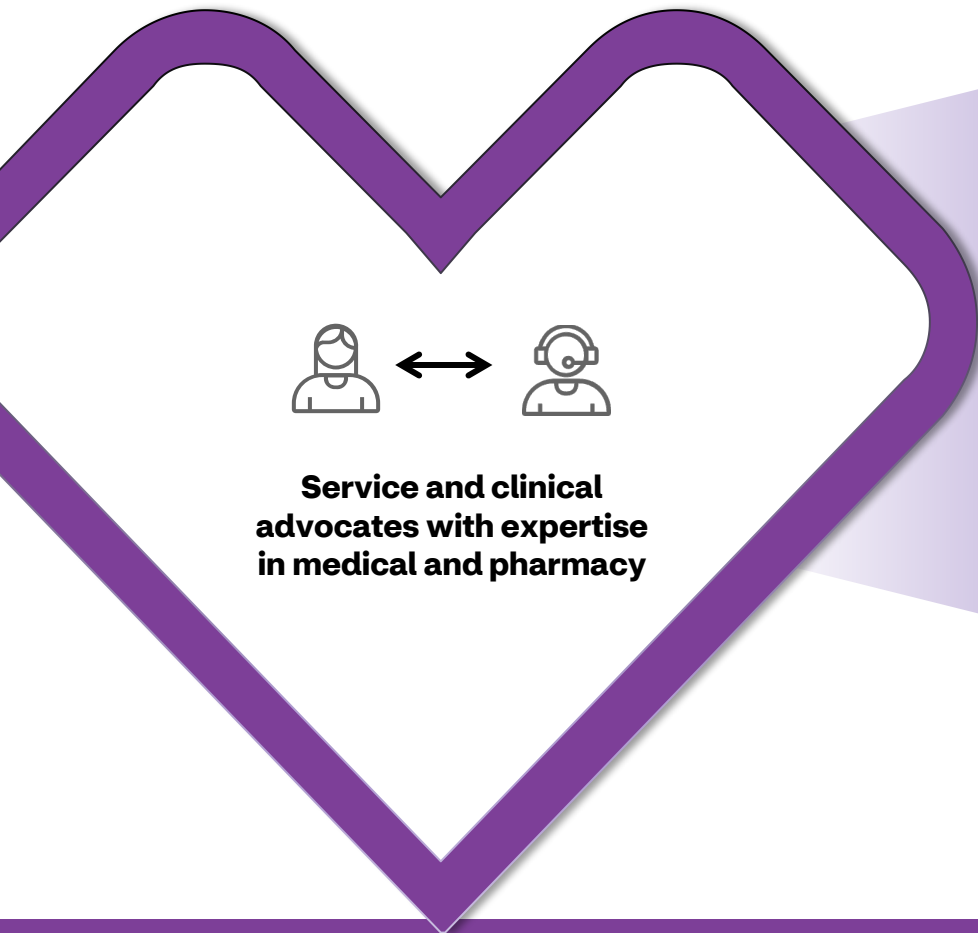 Service and clinical
advocates with expertise
in medical and pharmacy